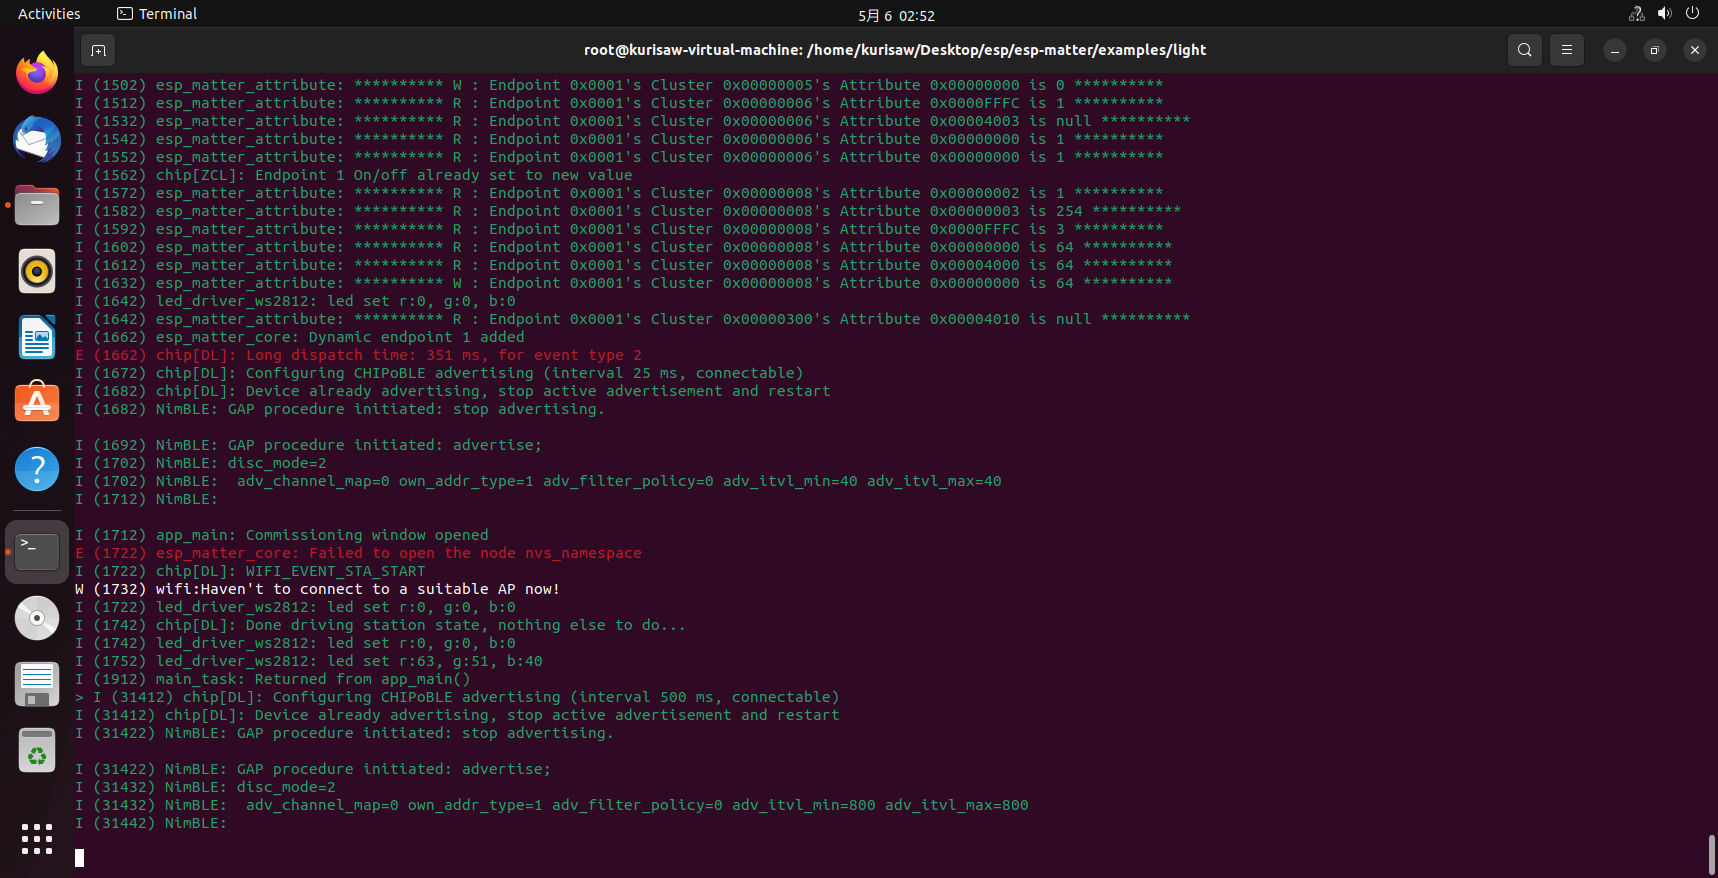 Activities
Terminal
5月 6 02:52
root@kurisaw-virtual-machine: /home/kurisaw/Desktop/esp/esp-matter/examples/light
I (1502) esp_matter_attribute: ********** W : Endpoint 0x0001's Cluster 0x00000005's Attribute 0x00000000 is 0 **********
I (1512) esp_matter_attribute: ********** R : Endpoint 0x0001's Cluster 0x00000006's Attribute 0x0000FFFC is 1 **********
I (1532) esp_matter_attribute: ********** R : Endpoint 0x0001's Cluster 0x00000006's Attribute 0x00004003 is null **********
I (1542) esp_matter_attribute: ********** R : Endpoint 0x0001's Cluster 0x00000006's Attribute 0x00000000 is 1 **********
I (1552) esp_matter_attribute: ********** R : Endpoint 0x0001's Cluster 0x00000006's Attribute 0x00000000 is 1 **********
I (1562) chip[ZCL]: Endpoint 1 On/off already set to new value
I (1572) esp_matter_attribute: ********** R : Endpoint 0x0001's Cluster 0x00000008's Attribute 0x00000002 is 1 **********
I (1582) esp_matter_attribute: ********** R : Endpoint 0x0001's Cluster 0x00000008's Attribute 0x00000003 is 254 **********
I (1592) esp_matter_attribute: ********** R : Endpoint 0x0001's Cluster 0x00000008's Attribute 0x0000FFFC is 3 **********
I (1602) esp_matter_attribute: ********** R : Endpoint 0x0001's Cluster 0x00000008's Attribute 0x00000000 is 64 **********
I (1612) esp_matter_attribute: ********** R : Endpoint 0x0001's Cluster 0x00000008's Attribute 0x00004000 is 64 **********
I (1632) esp_matter_attribute: ********** W : Endpoint 0x0001's Cluster 0x00000008's Attribute 0x00000000 is 64 **********
I (1642) led_driver_ws2812: led set r:0, g:0, b:0
I (1642) esp_matter_attribute: ********** R : Endpoint 0x0001's Cluster 0x00000300's Attribute 0x00004010 is null **********
I (1662) esp_matter_core: Dynamic endpoint 1 added
E (1662) chip[DL]: Long dispatch time: 351 ms, for event type 2
I (1672) chip[DL]: Configuring CHIPoBLE advertising (interval 25 ms, connectable)
I (1682) chip[DL]: Device already advertising, stop active advertisement and restart
I (1682) NimBLE: GAP procedure initiated: stop advertising.
I (1692) NimBLE: GAP procedure initiated: advertise;
I (1702) NimBLE: disc_mode=2
I (1702) NimBLE:  adv_channel_map=0 own_addr_type=1 adv_filter_policy=0 adv_itvl_min=40 adv_itvl_max=40
I (1712) NimBLE:
I (1712) app_main: Commissioning window opened
E (1722) esp_matter_core: Failed to open the node nvs_namespace
I (1722) chip[DL]: WIFI_EVENT_STA_START
W (1732) wifi:Haven't to connect to a suitable AP now!
I (1722) led_driver_ws2812: led set r:0, g:0, b:0
I (1742) chip[DL]: Done driving station state, nothing else to do...
I (1742) led_driver_ws2812: led set r:0, g:0, b:0
I (1752) led_driver_ws2812: led set r:63, g:51, b:40
I (1912) main_task: Returned from app_main()
> I (31412) chip[DL]: Configuring CHIPoBLE advertising (interval 500 ms, connectable)
I (31412) chip[DL]: Device already advertising, stop active advertisement and restart
I (31422) NimBLE: GAP procedure initiated: stop advertising.
I (31422) NimBLE: GAP procedure initiated: advertise;
I (31432) NimBLE: disc_mode=2
I (31432) NimBLE:  adv_channel_map=0 own_addr_type=1 adv_filter_policy=0 adv_itvl_min=800 adv_itvl_max=800
I (31442) NimBLE: